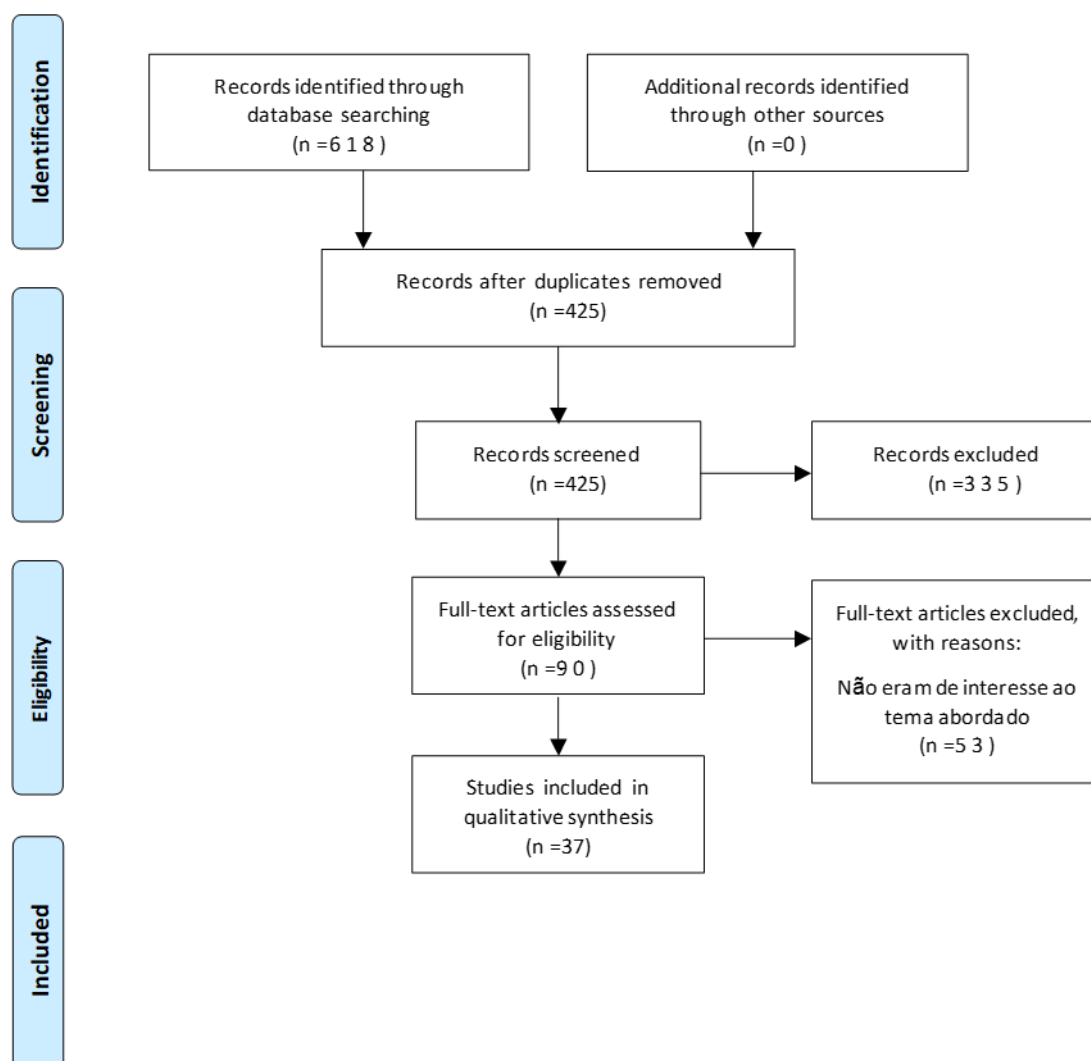 Identification
Records identified through
database searching
(n =6 1 8 )
Additional records identified
through other sources
(n =0 )
Records after duplicates removed
(n =425)
Screening
Records screened
(n =425)
Records excluded
(n =3 3 5 )
Eligibility
Full-text articles assessed
for eligibility
(n =9 0 )
Full-text articles excluded,
with reasons:
Não eram de interesse ao
tema abordado
(n =5 3 )
Studies included in
qualitative synthesis
(n =37)
Included